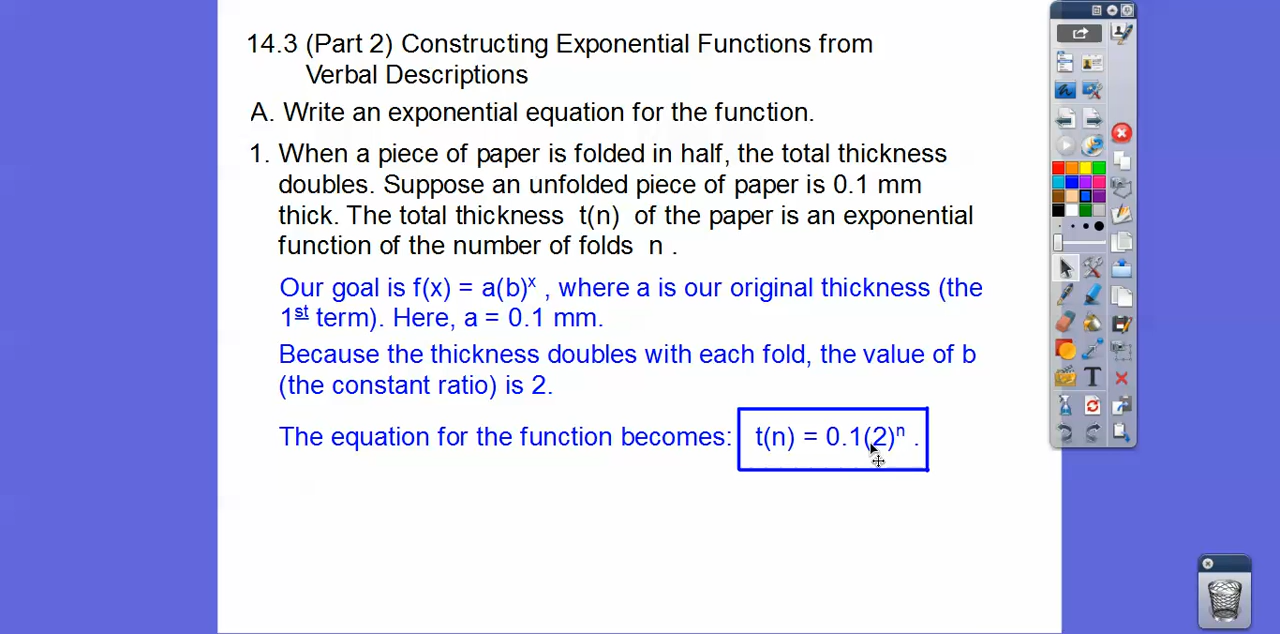 14.3 (Part 2) Constructing Exponential Functions from
Verbal Descriptions
A. Write an exponential equation for the function.
1. When a piece of paper is folded in half, the total thickness
doubles. Suppose an unfolded piece of paper is 0.1 mm
thick. The total thickness t(n) of the paper is an exponential
function of the number of folds n .
Our goal is f(x) = a(b)ˣ , where a is our original thickness (the
1st term). Here, a = 0.1 mm.
Because the thickness doubles with each fold, the value of b
(the constant ratio) is 2.
The equation for the function becomes: t(n) = 0.1(2)ⁿ .